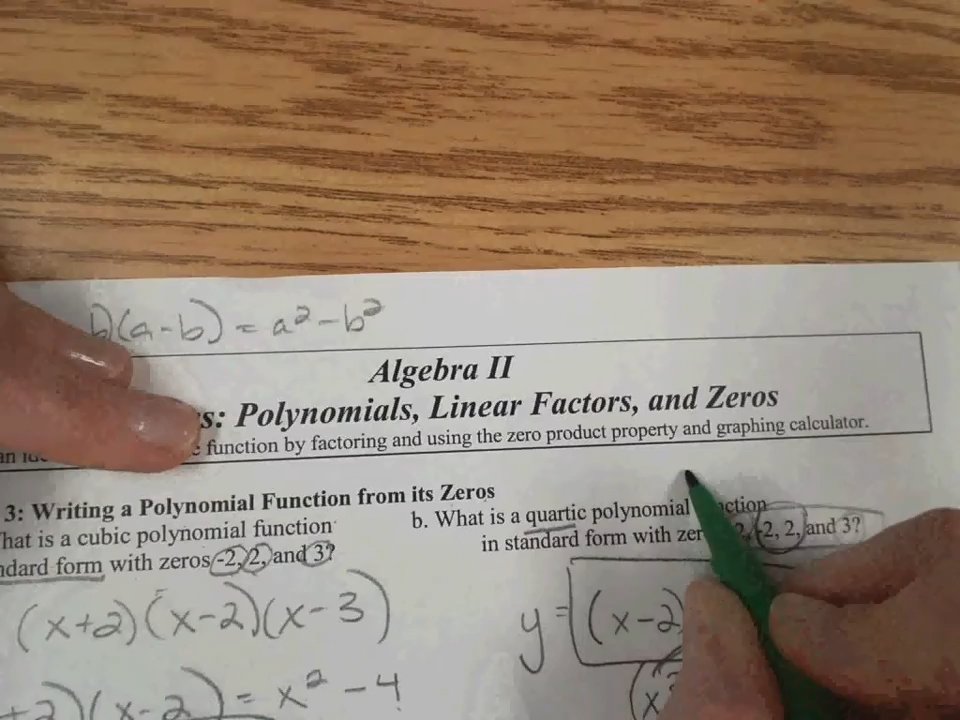 (a-b) = a² - b²
Algebra II
Polynomials, Linear Factors, and Zeros
function by factoring and using the zero product property and graphing calculator.
3: Writing a Polynomial Function from its Zeros
is a cubic polynomial function
form with zeros -2, 2, and 3?
b. What is a quartic polynomial
in standard form with -2, 2, and 3?
(x+2)(x-2)(x-3)
y = (x-2)
(x-2) = x² - 4
(x